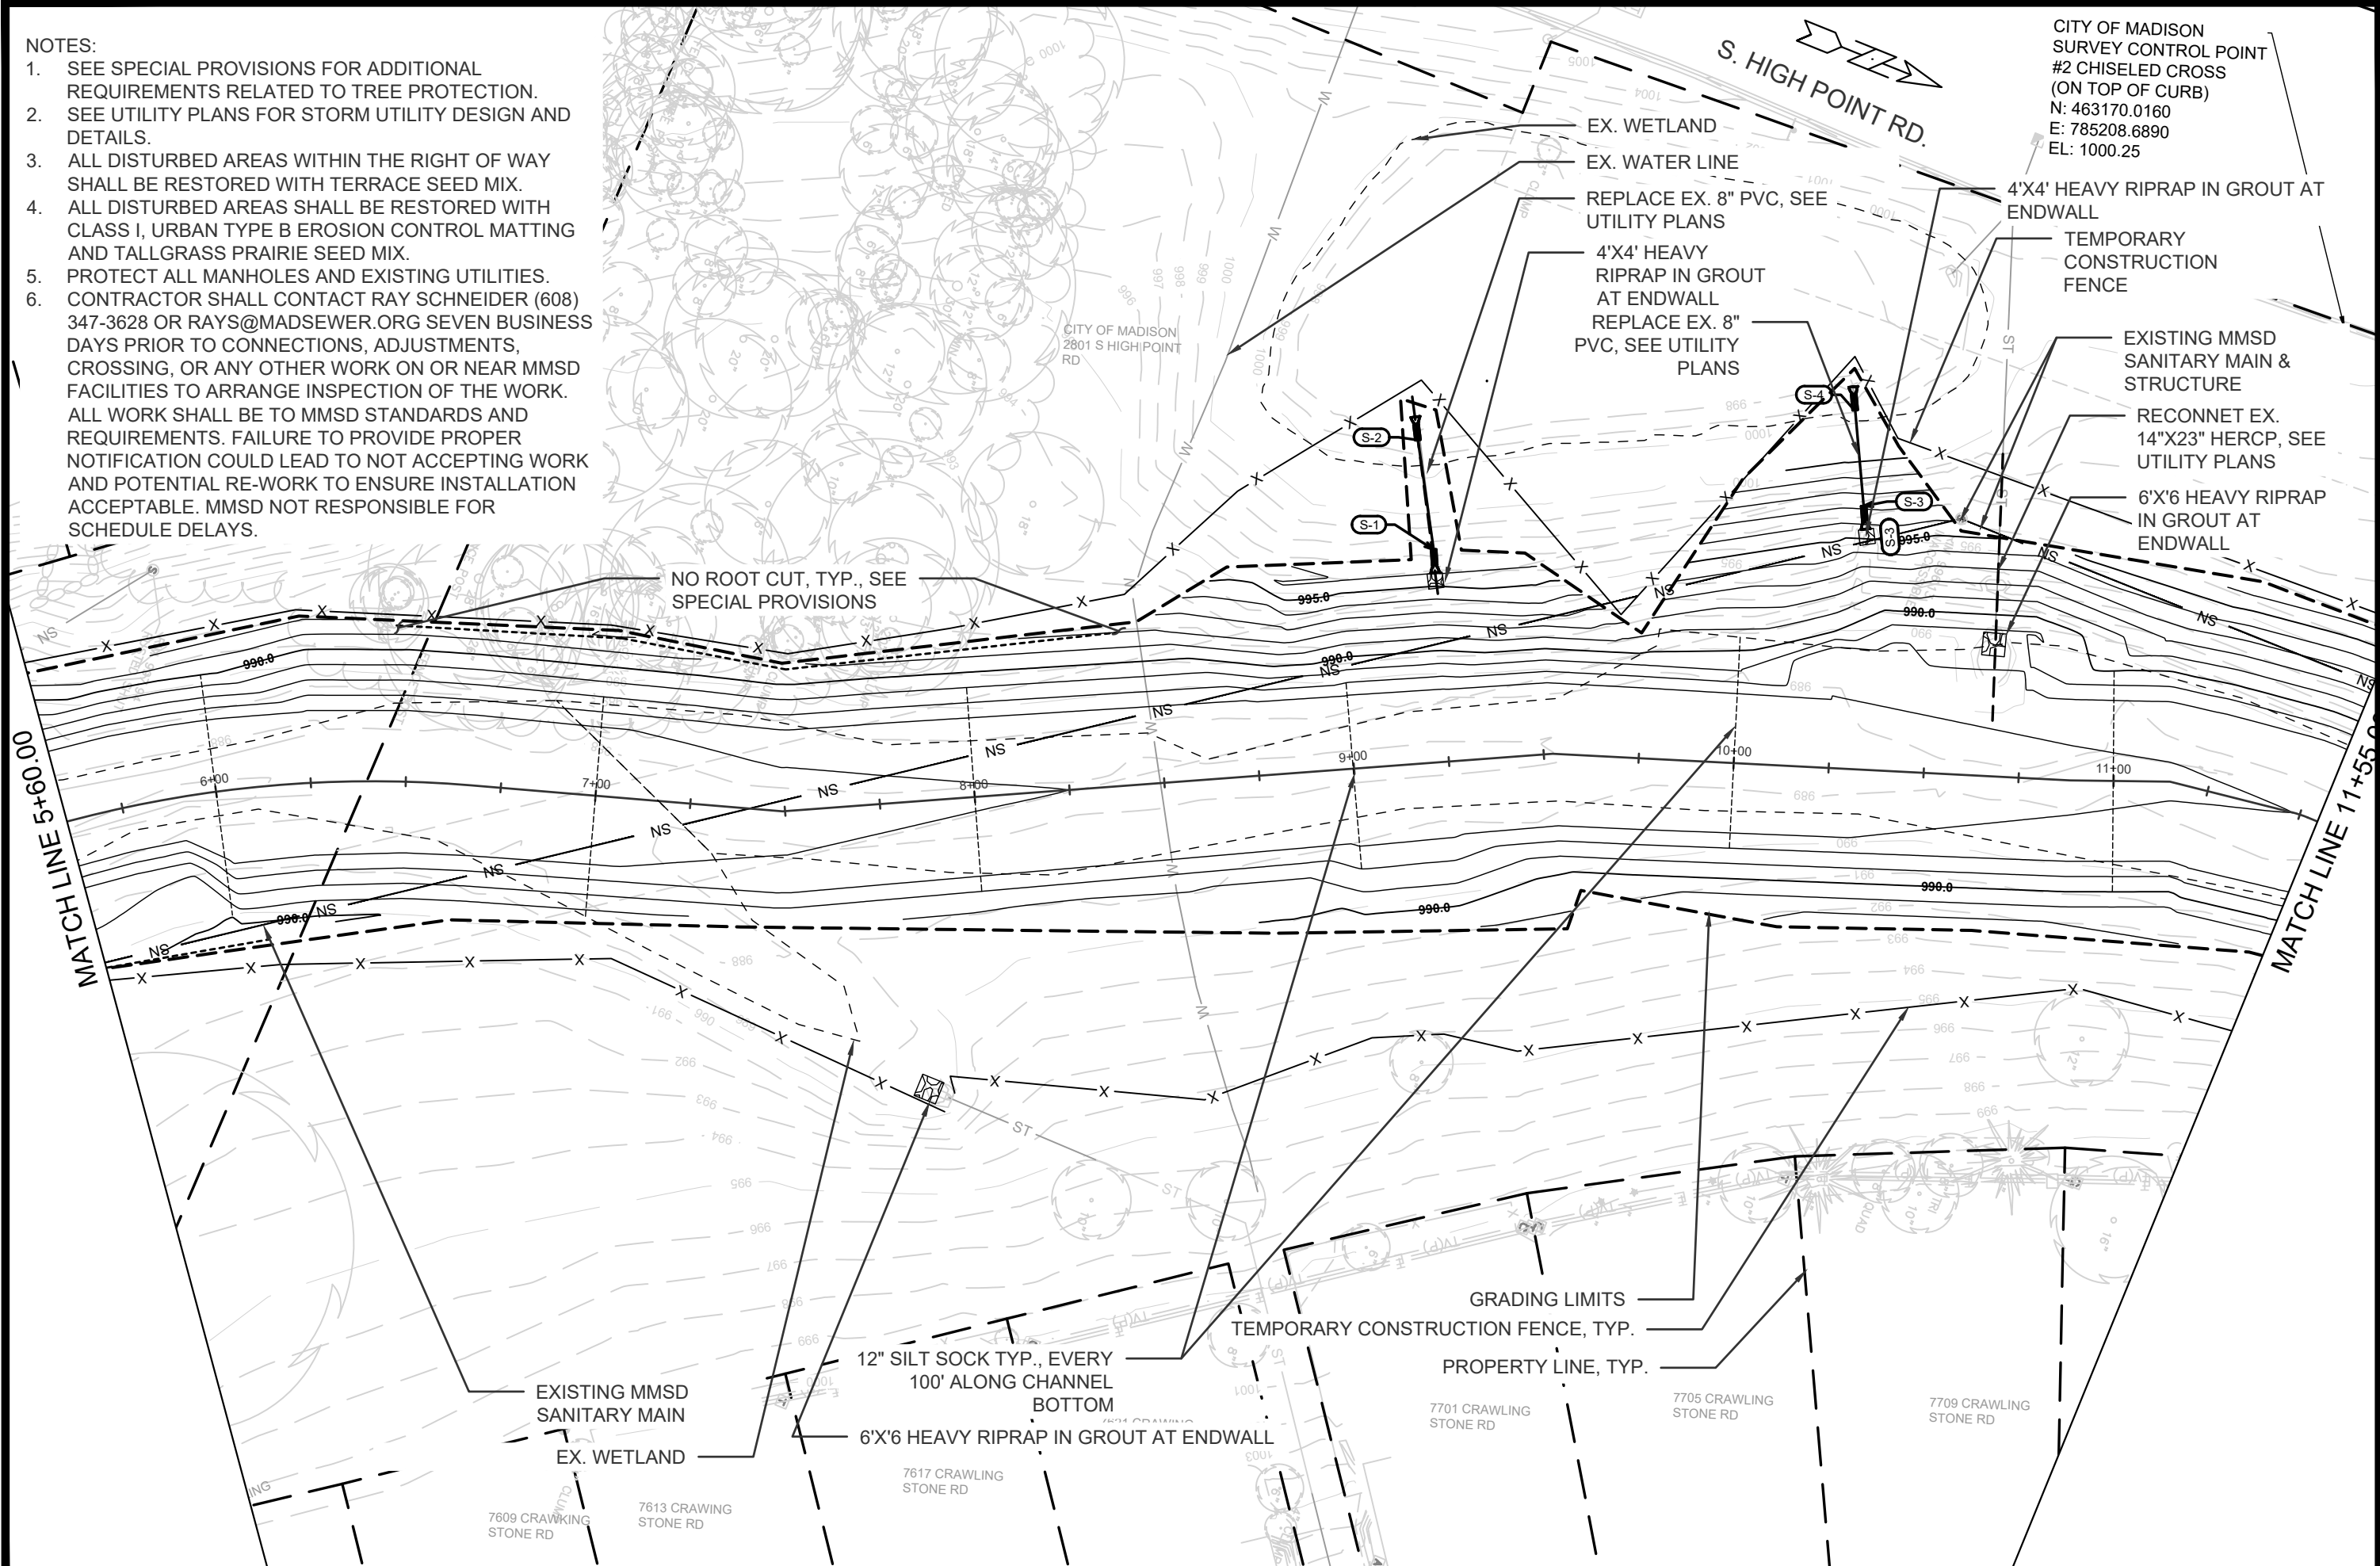 NOTES:
1. SEE SPECIAL PROVISIONS FOR ADDITIONAL
REQUIREMENTS RELATED TO TREE PROTECTION.
2. SEE UTILITY PLANS FOR STORM UTILITY DESIGN AND
DETAILS.
3. ALL DISTURBED AREAS WITHIN THE RIGHT OF WAY
SHALL BE RESTORED WITH TERRACE SEED MIX.
4. ALL DISTURBED AREAS SHALL BE RESTORED WITH
CLASS I, URBAN TYPE B EROSION CONTROL MATTING
AND TALLGRASS PRAIRIE SEED MIX.
5. PROTECT ALL MANHOLES AND EXISTING UTILITIES.
6. CONTRACTOR SHALL CONTACT RAY SCHNEIDER (608)
347-3628 OR RAYS@MADSEWER.ORG SEVEN BUSINESS
DAYS PRIOR TO CONNECTIONS, ADJUSTMENTS,
CROSSING, OR ANY OTHER WORK ON OR NEAR MMSD
FACILITIES TO ARRANGE INSPECTION OF THE WORK.
ALL WORK SHALL BE TO MMSD STANDARDS AND
REQUIREMENTS. FAILURE TO PROVIDE PROPER
NOTIFICATION COULD LEAD TO NOT ACCEPTING WORK
AND POTENTIAL RE-WORK TO ENSURE INSTALLATION
ACCEPTABLE. MMSD NOT RESPONSIBLE FOR
SCHEDULE DELAYS.
S. HIGH POINT RD.
CITY OF MADISON
SURVEY CONTROL POINT
#2 CHISELED CROSS
(ON TOP OF CURB)
N: 463170.0160
E: 785208.6890
EL: 1000.25
EX. WETLAND
EX. WATER LINE
REPLACE EX. 8" PVC, SEE
UTILITY PLANS
4'X4' HEAVY
RIPRAP IN GROUT
AT ENDWALL
REPLACE EX. 8"
PVC, SEE UTILITY
PLANS
4'X4' HEAVY RIPRAP IN GROUT AT
ENDWALL
TEMPORARY
CONSTRUCTION
FENCE
EXISTING MMSD
SANITARY MAIN &
STRUCTURE
RECONNET EX.
14"X23" HERCP, SEE
UTILITY PLANS
6'X'6 HEAVY RIPRAP
IN GROUT AT
ENDWALL
CITY OF MADISON
2801 S HIGH POINT
RD
S-2
S-1
S-4
S-3
S-3
NO ROOT CUT, TYP., SEE
SPECIAL PROVISIONS
995.0
995.0
990.0
990.0
990.0
6+00
7+00
8+00
9+00
10+00
11+00
990.0
990.0
990.0
MATCH LINE 5+60.00
MATCH LINE 11+55.0
GRADING LIMITS
TEMPORARY CONSTRUCTION FENCE, TYP.
PROPERTY LINE, TYP.
12" SILT SOCK TYP., EVERY
100' ALONG CHANNEL
BOTTOM
6'X'6 HEAVY RIPRAP IN GROUT AT ENDWALL
EXISTING MMSD
SANITARY MAIN
EX. WETLAND
7609 CRAWKING
STONE RD
7613 CRAWING
STONE RD
7617 CRAWLING
STONE RD
7701 CRAWLING
STONE RD
7705 CRAWLING
STONE RD
7709 CRAWLING
STONE RD